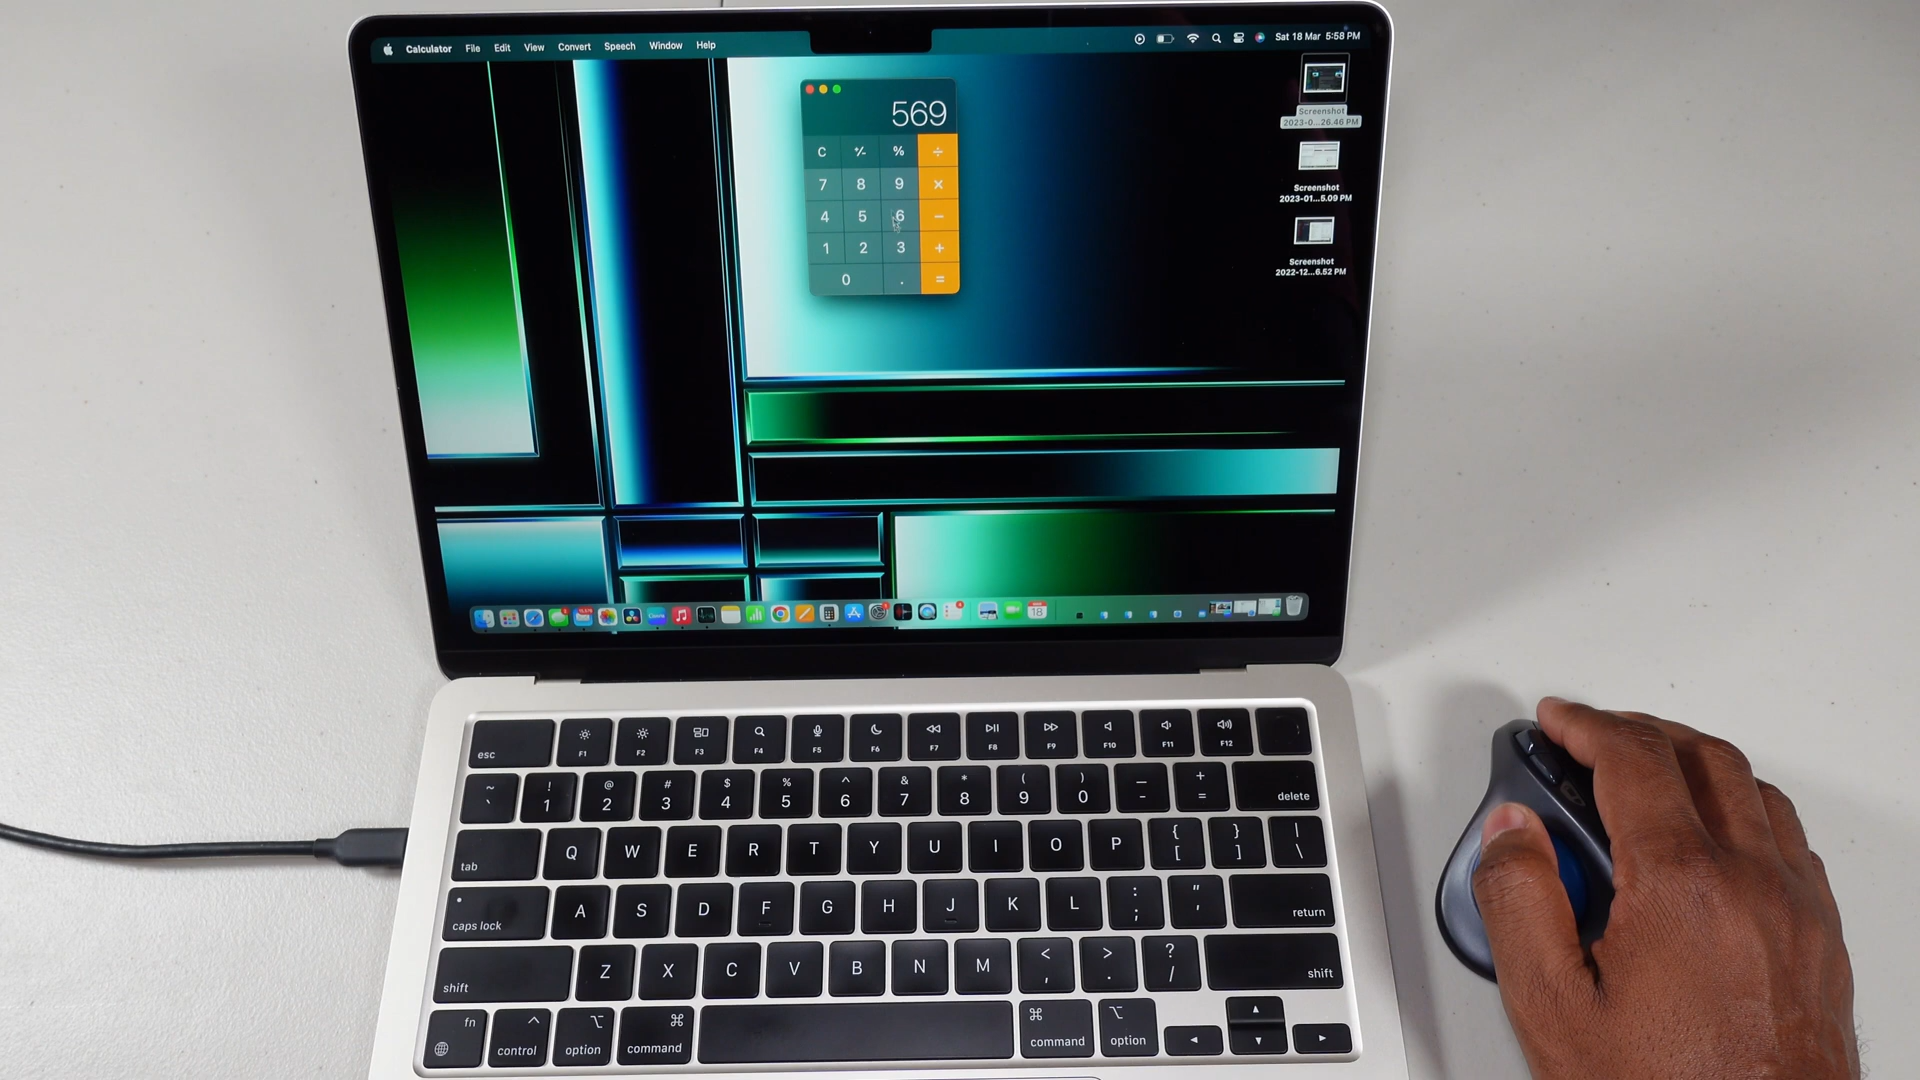 Calculator File Edit View Convert Speech Window Help
Sat 18 Mar 5:58 PM
569
C +/- % ÷
7 8 9 ×
4 5 6 −
1 2 3 +
0 . =
Screenshot
2023-0...26.46 PM
Screenshot
2023-01...5.09 PM
Screenshot
2022-12...6.52 PM
18
esc F1 F2 F3 F4 F5 F6 F7 F8 F9 F10 F11 F12
~ ! @ # $ % ^ & * ( ) — +
` 1 2 3 4 5 6 7 8 9 0 - = delete
tab Q W E R T Y U I O P { [ } ] | \
caps lock A S D F G H J K L : ; " ' return
shift Z X C V B N M < , > . ? / shift
fn control option command command option